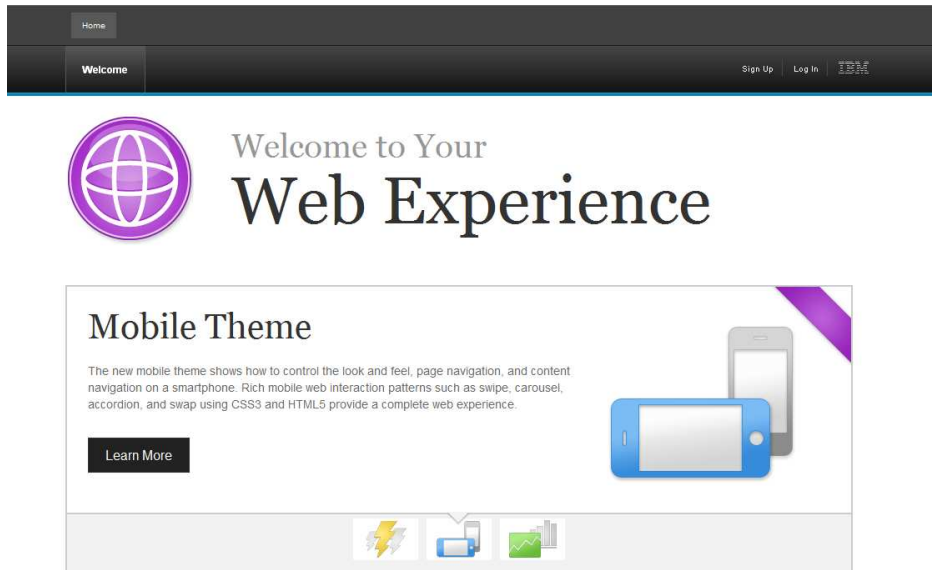 Home
Welcome
Sign Up
Log In
IBM
Welcome to Your
Web Experience
Mobile Theme
The new mobile theme shows how to control the look and feel, page navigation, and content
navigation on a smartphone. Rich mobile web interaction patterns such as swipe, carousel,
accordion, and swap using CSS3 and HTML5 provide a complete web experience.
Learn More